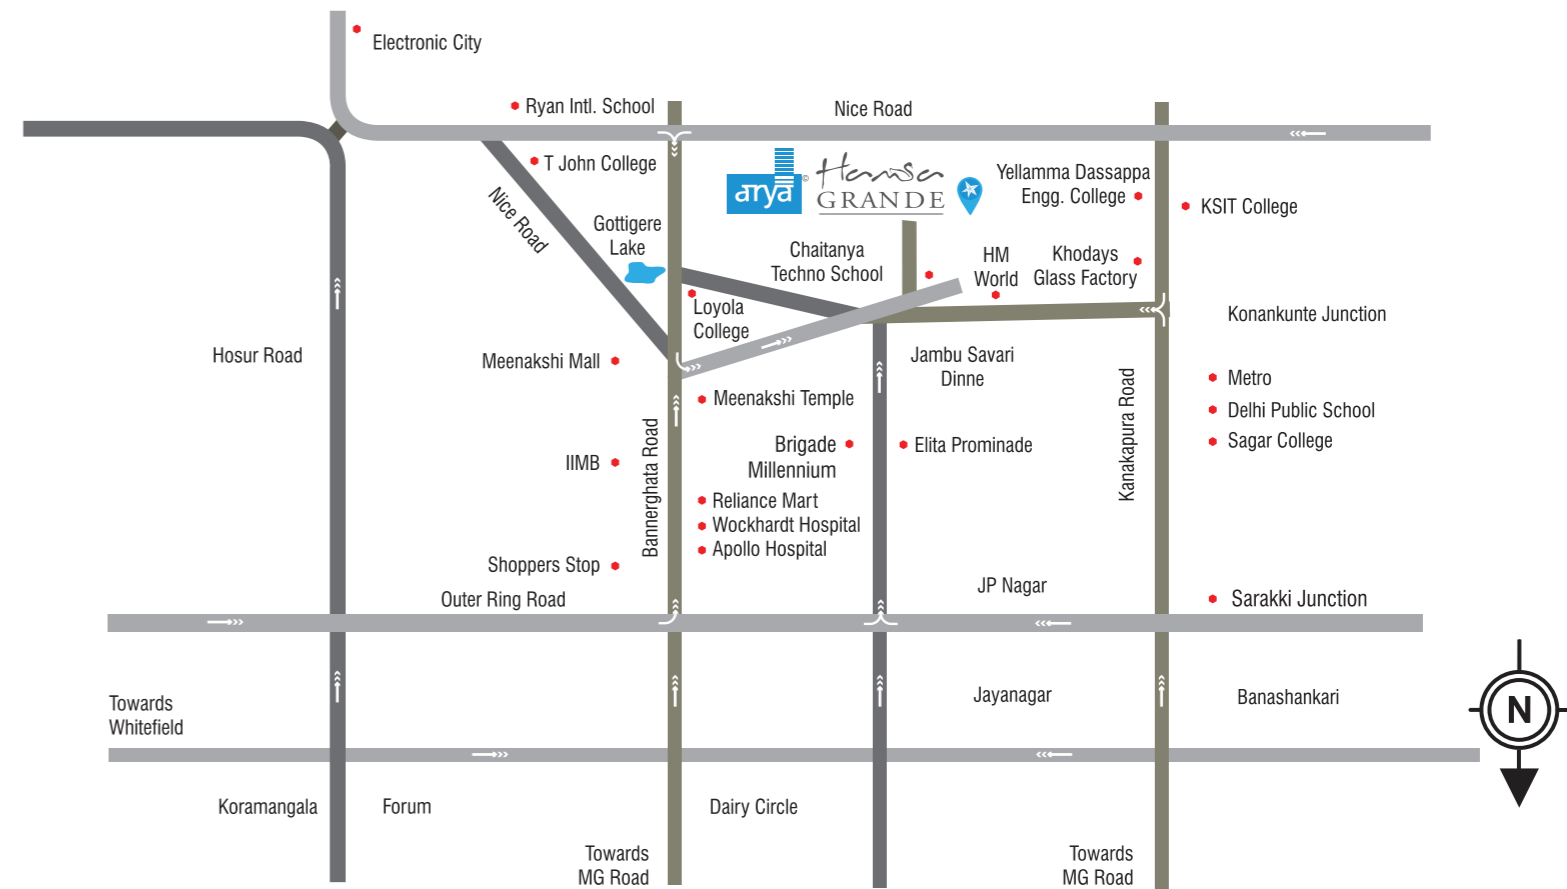 Electronic City
Ryan Intl. School
Nice Road
T John College
arya
©
Hamsa
GRANDE
Yellamma Dassappa
Engg. College
KSIT College
Nice Road
Gottigere
Lake
Chaitanya
Techno School
HM
World
Khodays
Glass Factory
Loyola
College
Konankunte Junction
Hosur Road
Meenakshi Mall
Jambu Savari
Dinne
Kanakapura Road
Metro
Delhi Public School
Sagar College
Meenakshi Temple
Bannerghata Road
IIMB
Brigade
Millennium
Elita Prominade
Reliance Mart
Wockhardt Hospital
Apollo Hospital
Shoppers Stop
Outer Ring Road
JP Nagar
Sarakki Junction
Towards
Whitefield
Jayanagar
Banashankari
N
Koramangala
Forum
Dairy Circle
Towards
MG Road
Towards
MG Road